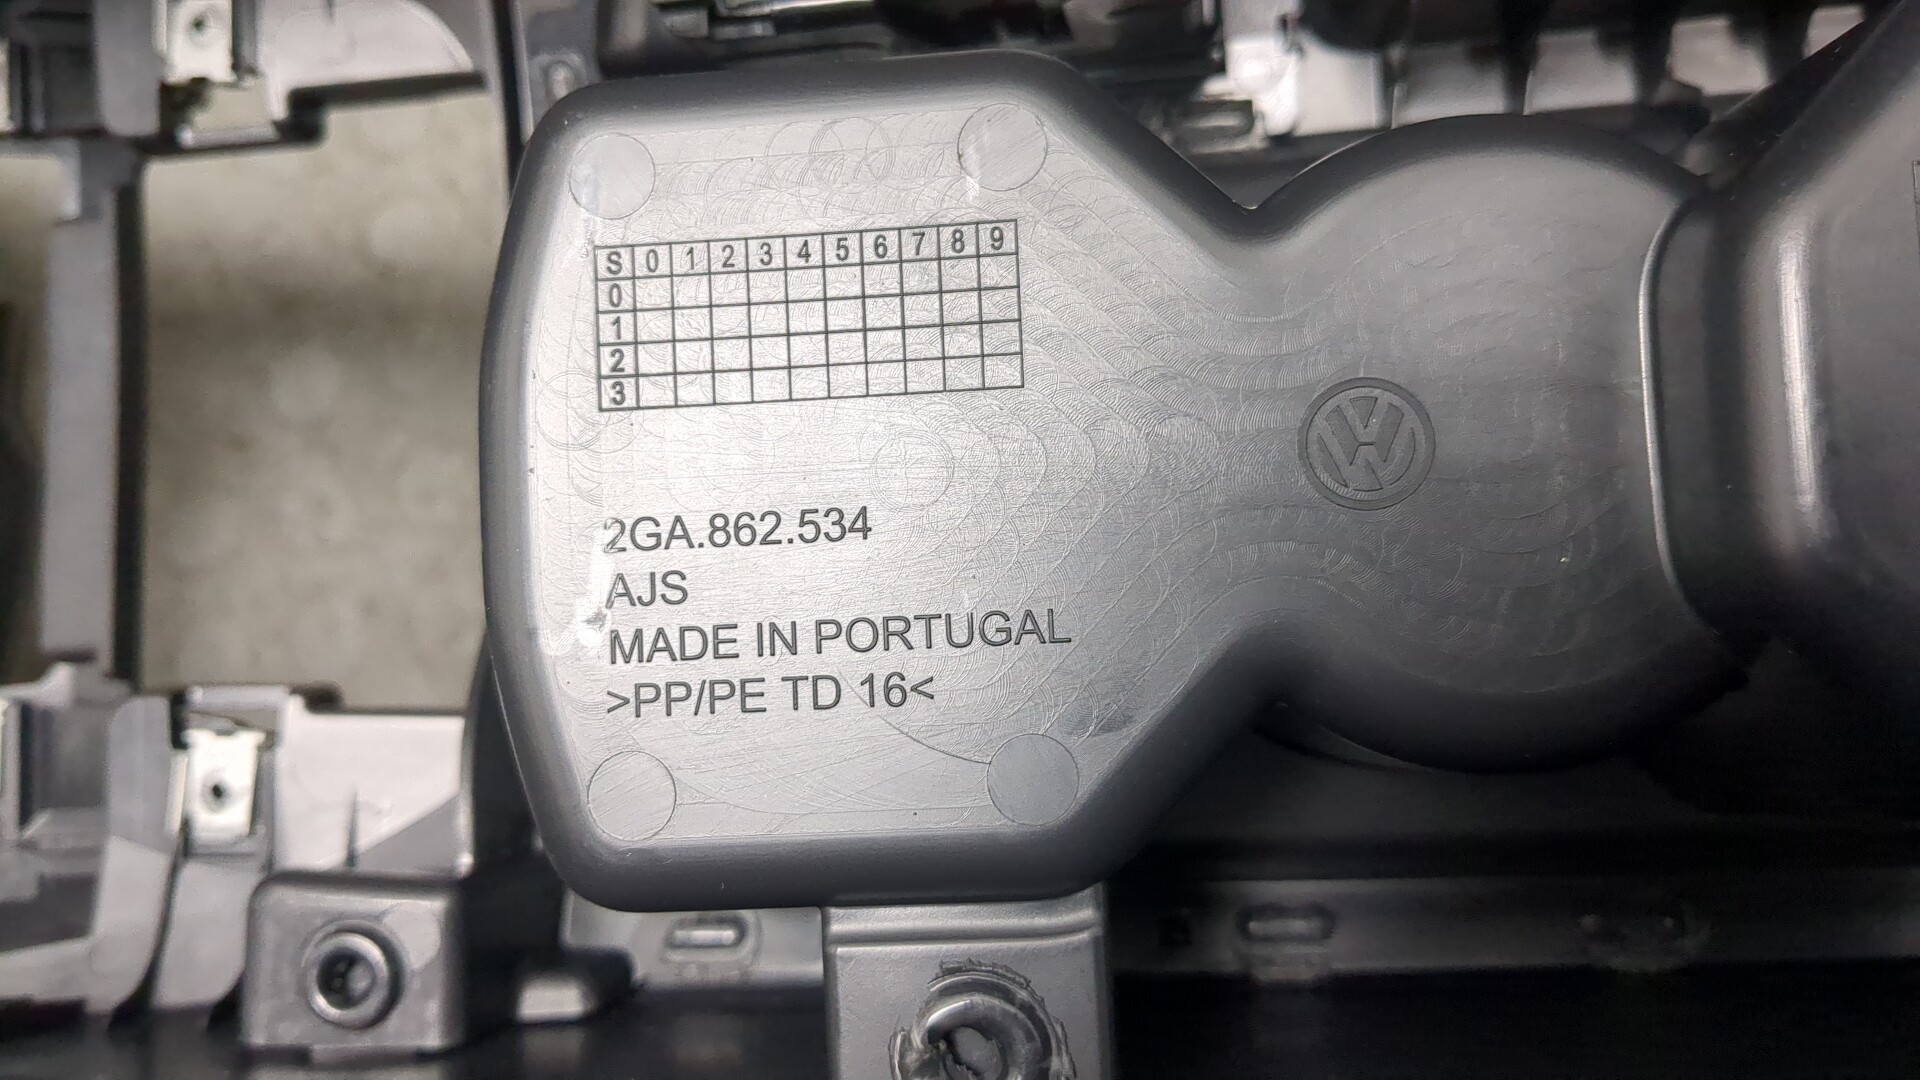 S 0 1 2 3 4 5 6 7 8 9
0
1
2
3
2GA.862.534
AJS
MADE IN PORTUGAL
>PP/PE TD 16<
VW